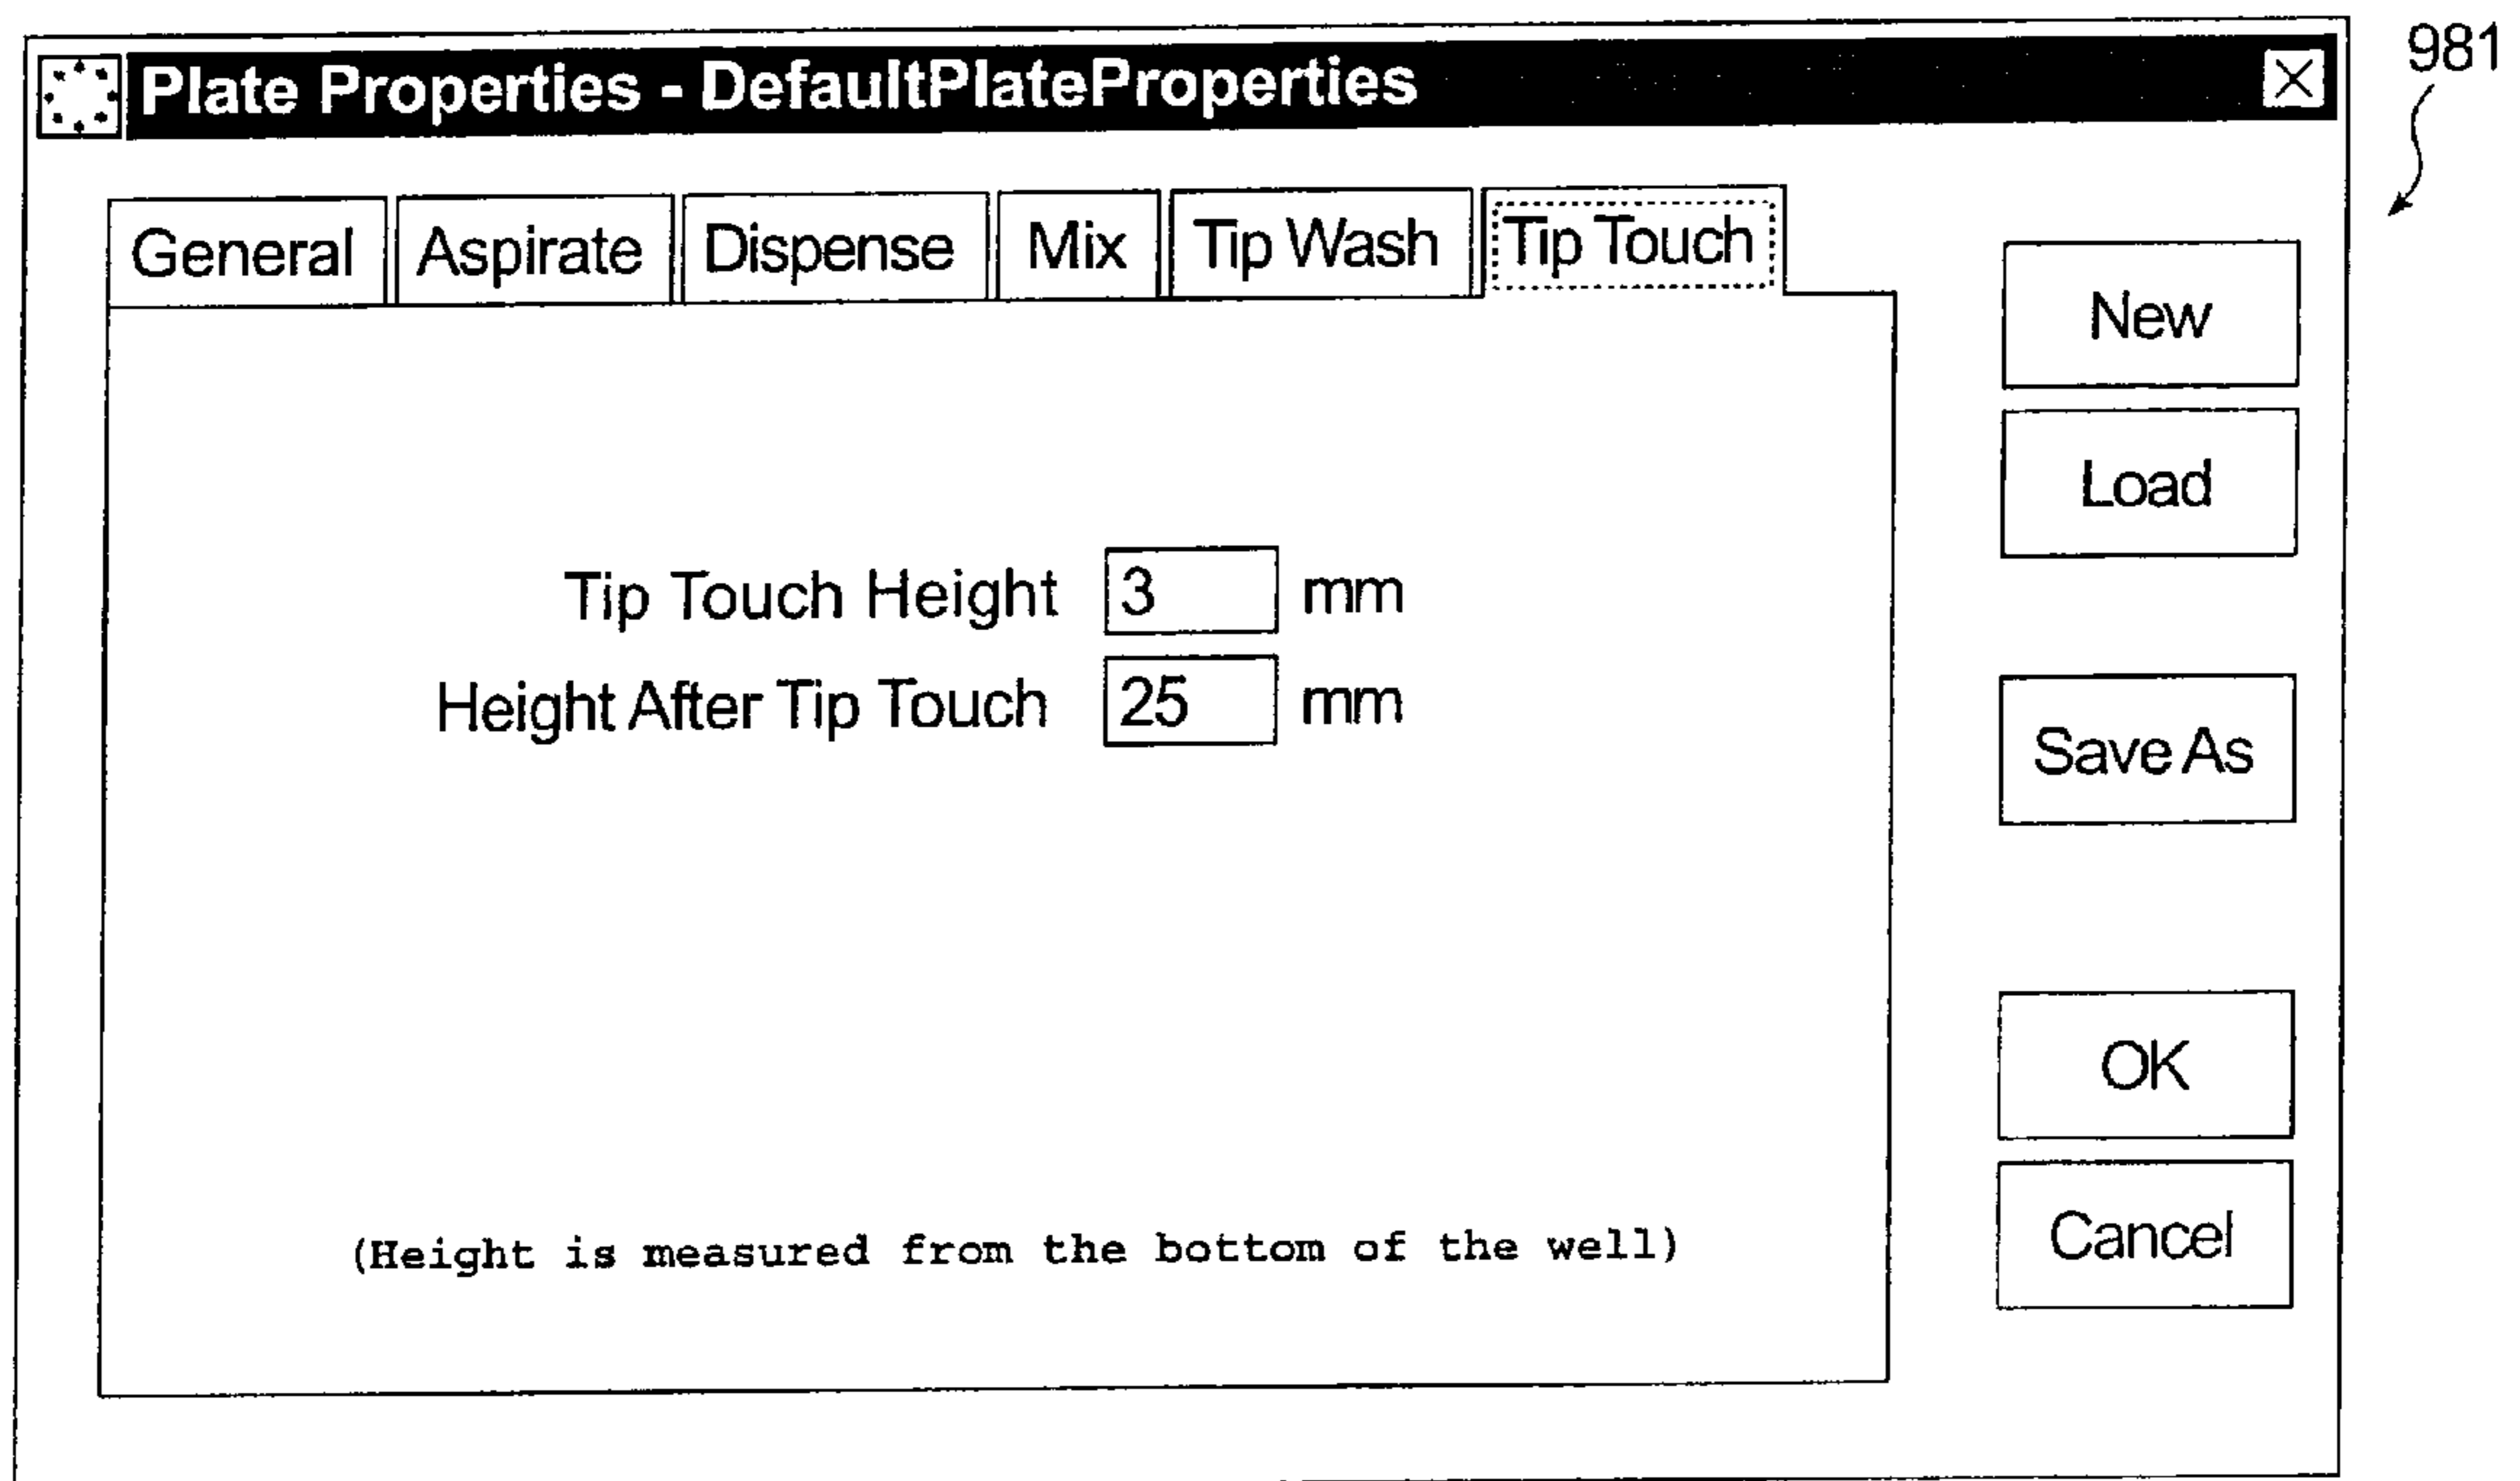 981
Plate Properties - DefaultPlateProperties
General Aspirate Dispense Mix Tip Wash Tip Touch
New
Load
Tip Touch Height 3 mm
Height After Tip Touch 25 mm
Save As
OK
Cancel
(Height is measured from the bottom of the well)